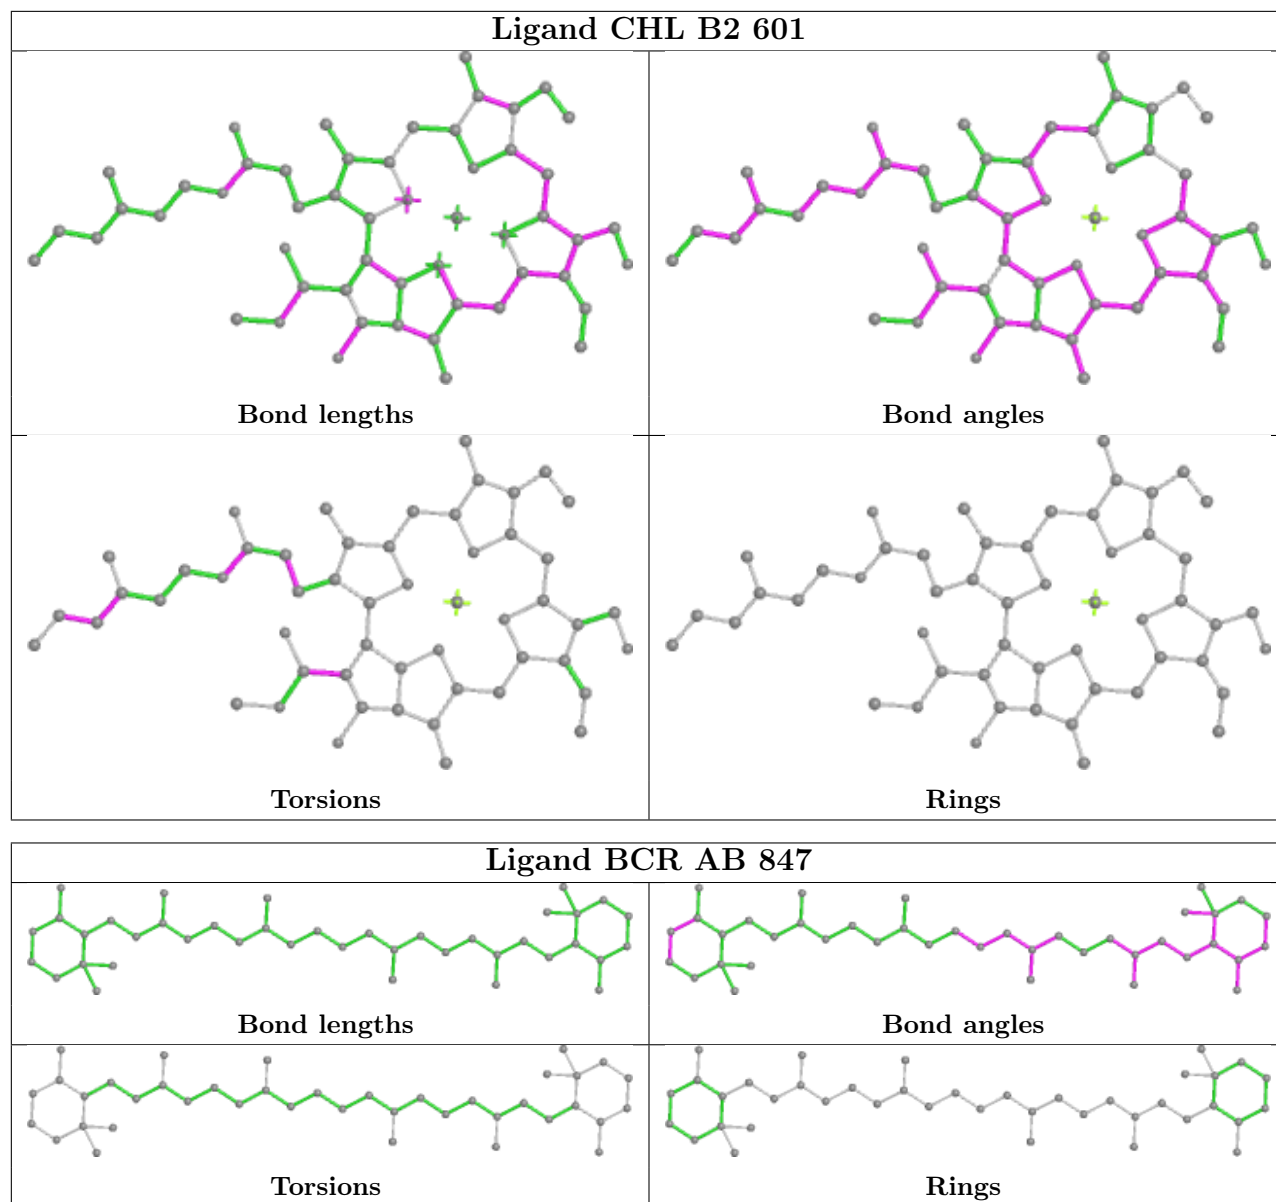 Ligand CHL B2 601
Bond lengths
Bond angles
Torsions
Rings
Ligand BCR AB 847
Bond lengths
Bond angles
Torsions
Rings